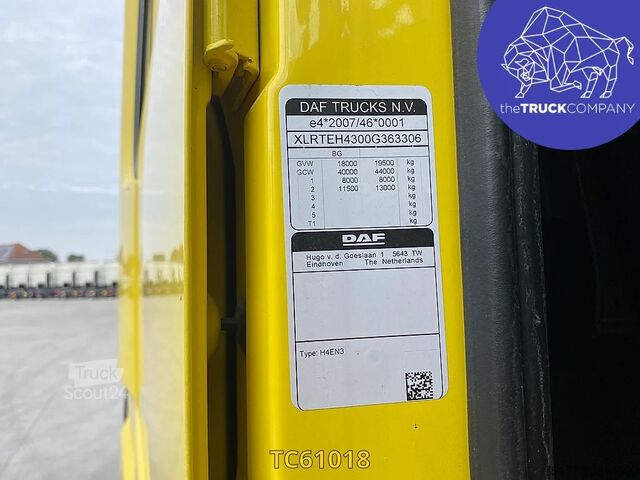 theTRUCKCOMPANY
DAF TRUCKS N.V.
e4*2007/46*0001
XLRTEH4300G363306
BG
GVW 18000 19500 kg
GCW 40000 44000 kg
1 8000 8000 kg
2 11500 13000 kg
3 kg
4 kg
5 kg
T1 kg
DAF
Hugo v. d. Goeslaan 1 5643 TW
Eindhoven The Netherlands
Type: H4EN3
Truck
Scout24
TC61018